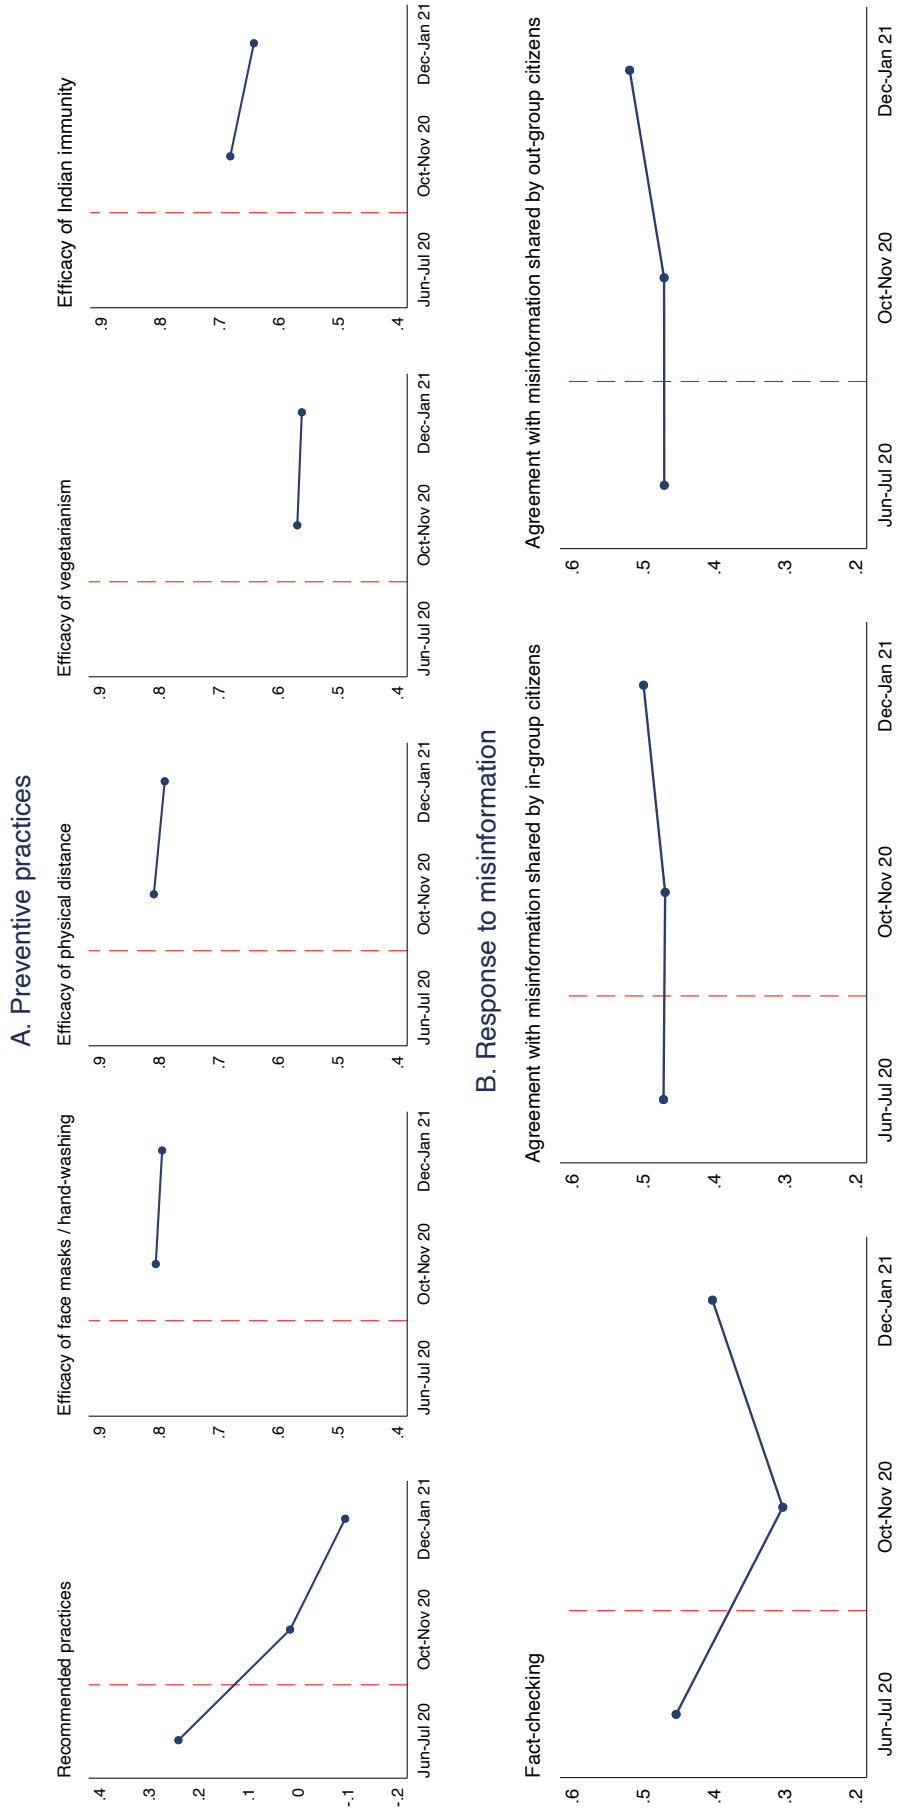 A. Preventive practices
Recommended practices
.4
.3
.2
.1
0
-.1
-.2
Jun-Jul 20
Oct-Nov 20
Dec-Jan 21
Efficacy of face masks / hand-washing
.9
.8
.7
.6
.5
.4
Jun-Jul 20
Oct-Nov 20
Dec-Jan 21
Efficacy of physical distance
.9
.8
.7
.6
.5
.4
Jun-Jul 20
Oct-Nov 20
Dec-Jan 21
Efficacy of vegetarianism
.9
.8
.7
.6
.5
.4
Jun-Jul 20
Oct-Nov 20
Dec-Jan 21
Efficacy of Indian immunity
.9
.8
.7
.6
.5
.4
Jun-Jul 20
Oct-Nov 20
Dec-Jan 21
B. Response to misinformation
Fact-checking
.6
.5
.4
.3
.2
Jun-Jul 20
Oct-Nov 20
Dec-Jan 21
Agreement with misinformation shared by in-group citizens
.6
.5
.4
.3
.2
Jun-Jul 20
Oct-Nov 20
Dec-Jan 21
Agreement with misinformation shared by out-group citizens
.6
.5
.4
.3
.2
Jun-Jul 20
Oct-Nov 20
Dec-Jan 21